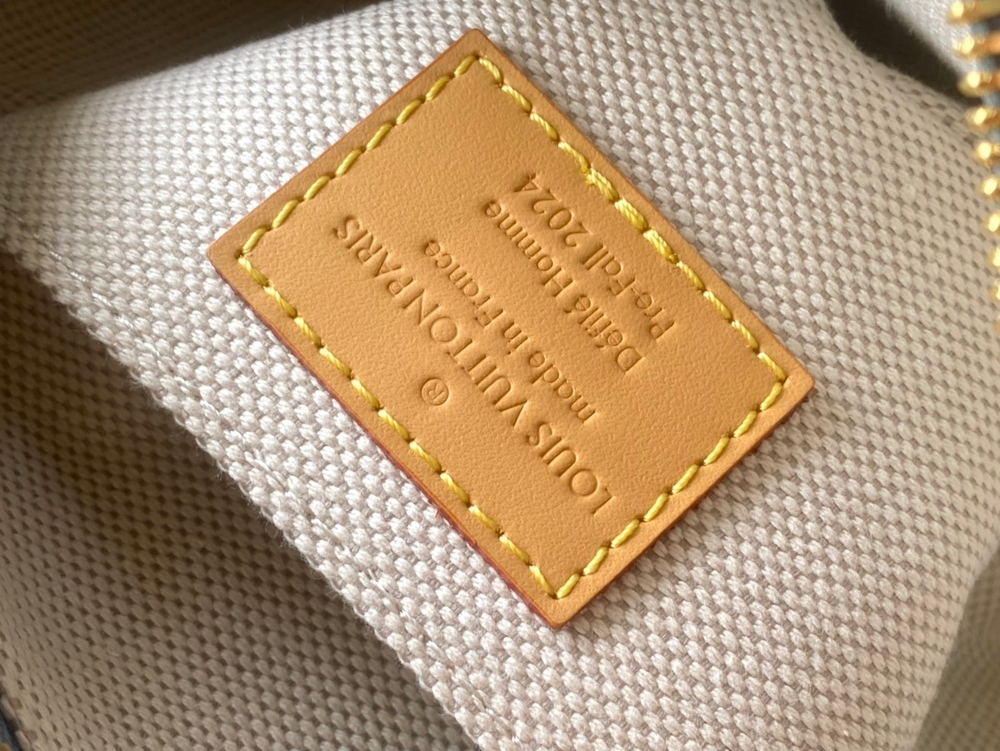 ®
LOUIS VUITTON PARIS
made in France
Défilé Homme
Pre-Fall 2024